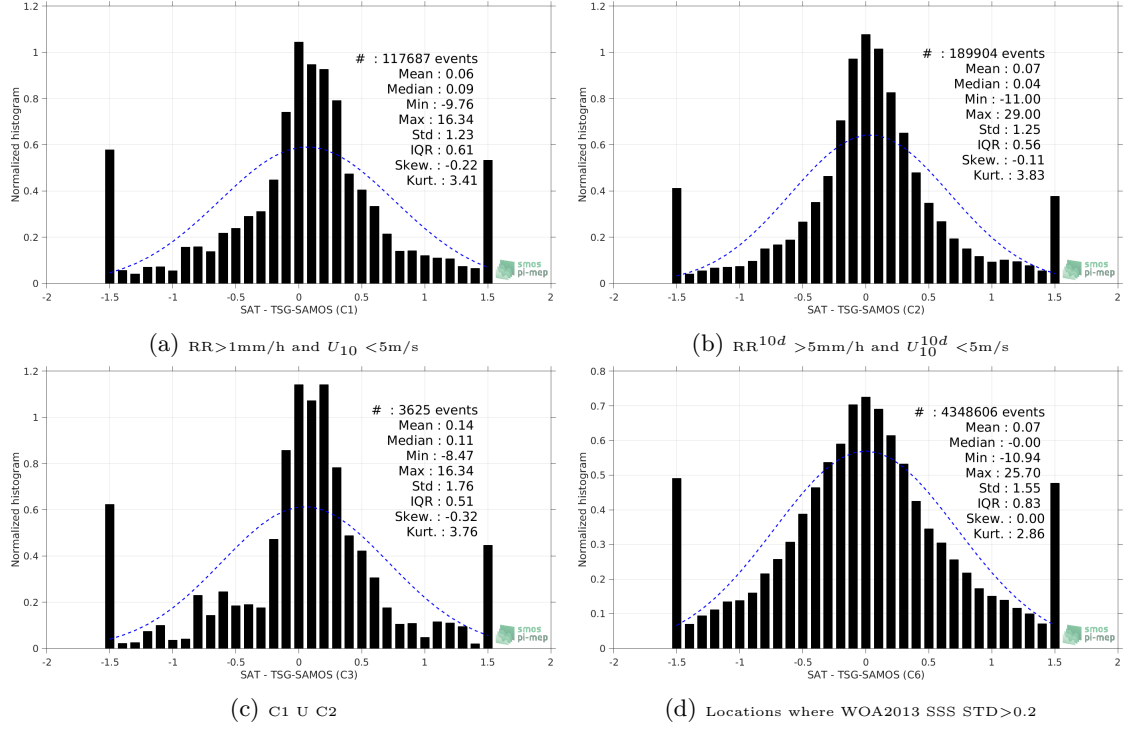 1.2
1
0.8
0.6
0.4
0.2
0
Normalized histogram
# : 117687 events
Mean : 0.06
Median : 0.09
Min : -9.76
Max : 16.34
Std : 1.23
IQR : 0.61
Skew. : -0.22
Kurt. : 3.41
smos
pi-mep
-2 -1.5 -1 -0.5 0 0.5 1 1.5 2
SAT - TSG-SAMOS (C1)
(a) RR>1mm/h and U10 <5m/s
1.2
1
0.8
0.6
0.4
0.2
0
Normalized histogram
# : 189904 events
Mean : 0.07
Median : 0.04
Min : -11.00
Max : 29.00
Std : 1.25
IQR : 0.56
Skew. : -0.11
Kurt. : 3.83
smos
pi-mep
-2 -1.5 -1 -0.5 0 0.5 1 1.5 2
SAT - TSG-SAMOS (C2)
(b) RR10d >5mm/h and U10d10 <5m/s
1.2
1
0.8
0.6
0.4
0.2
0
Normalized histogram
# : 3625 events
Mean : 0.14
Median : 0.11
Min : -8.47
Max : 16.34
Std : 1.76
IQR : 0.51
Skew. : -0.32
Kurt. : 3.76
smos
pi-mep
-2 -1.5 -1 -0.5 0 0.5 1 1.5 2
SAT - TSG-SAMOS (C3)
(c) C1 U C2
0.8
0.7
0.6
0.5
0.4
0.3
0.2
0.1
0
Normalized histogram
# : 4348606 events
Mean : 0.07
Median : -0.00
Min : -10.94
Max : 25.70
Std : 1.55
IQR : 0.83
Skew. : 0.00
Kurt. : 2.86
smos
pi-mep
-2 -1.5 -1 -0.5 0 0.5 1 1.5 2
SAT - TSG-SAMOS (C6)
(d) Locations where WOA2013 SSS STD>0.2